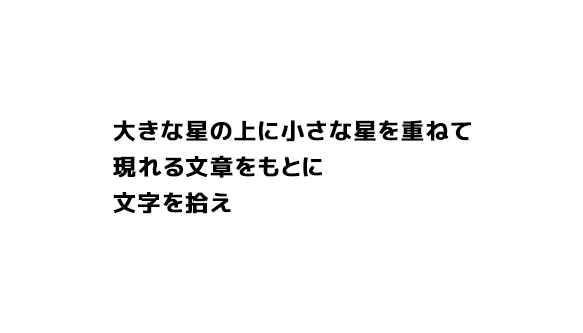 大きな星の上に小さな星を重ねて
現れる文章をもとに
文字を拾え